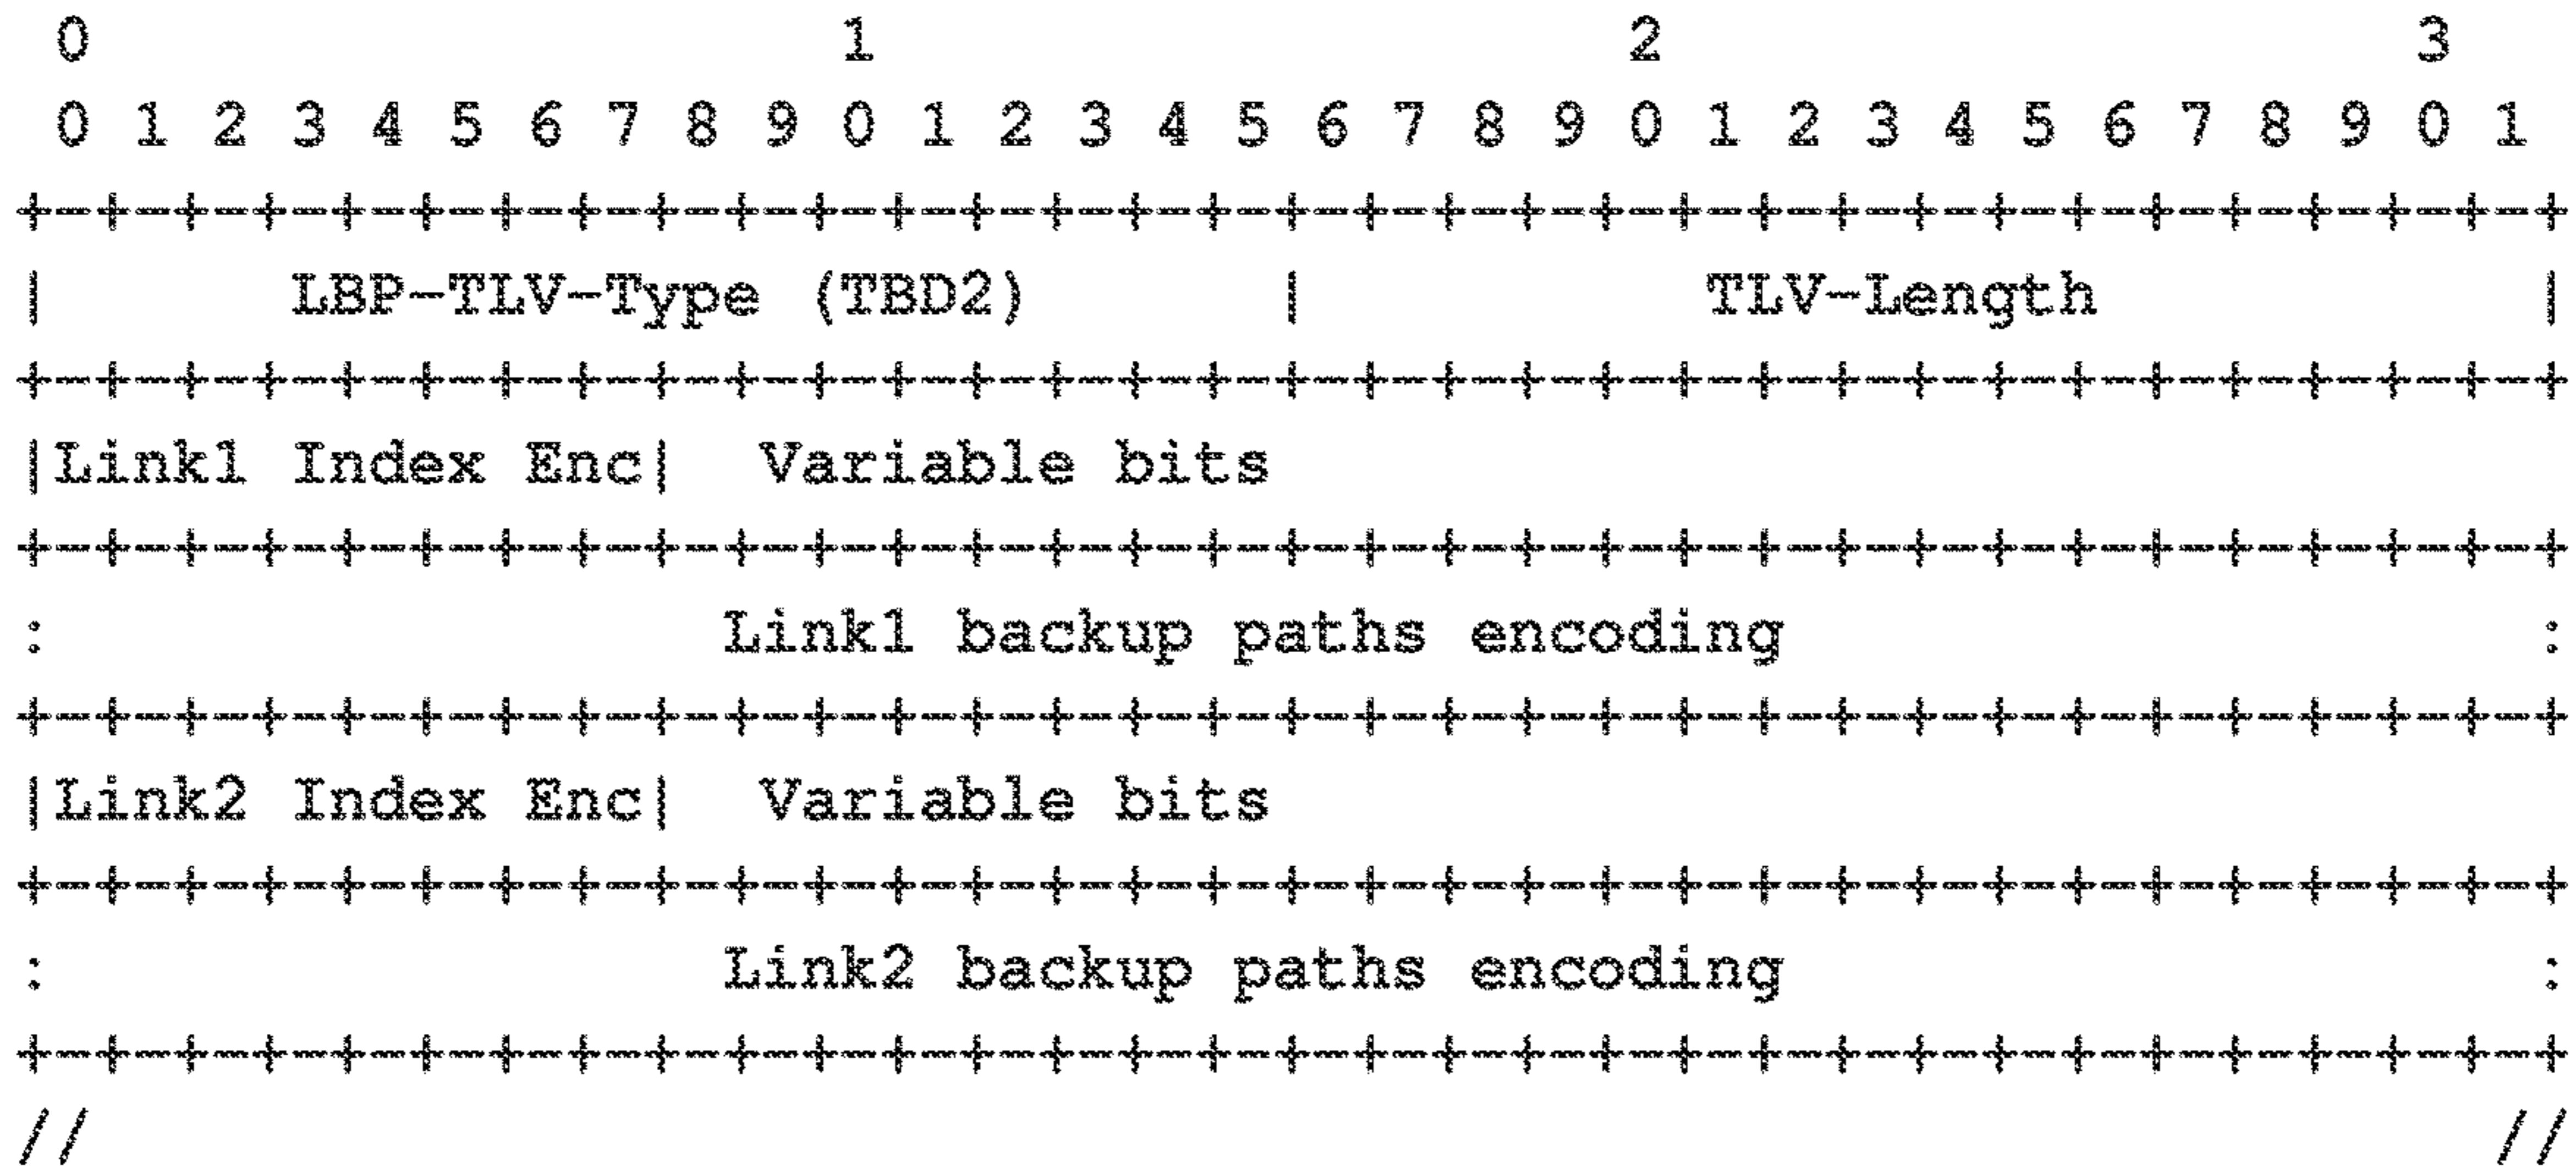 0                   1                   2                   3
 0 1 2 3 4 5 6 7 8 9 0 1 2 3 4 5 6 7 8 9 0 1 2 3 4 5 6 7 8 9 0 1
+-+-+-+-+-+-+-+-+-+-+-+-+-+-+-+-+-+-+-+-+-+-+-+-+-+-+-+-+-+-+-+-+
|      LBP-TLV-Type (TBD2)      |          TLV-Length           |
+-+-+-+-+-+-+-+-+-+-+-+-+-+-+-+-+-+-+-+-+-+-+-+-+-+-+-+-+-+-+-+-+
|Link1 Index Enc|  Variable bits
+-+-+-+-+-+-+-+-+-+-+-+-+-+-+-+-+-+-+-+-+-+-+-+-+-+-+-+-+-+-+-+-+
:                 Link1 backup paths encoding                   :
+-+-+-+-+-+-+-+-+-+-+-+-+-+-+-+-+-+-+-+-+-+-+-+-+-+-+-+-+-+-+-+-+
|Link2 Index Enc|  Variable bits
+-+-+-+-+-+-+-+-+-+-+-+-+-+-+-+-+-+-+-+-+-+-+-+-+-+-+-+-+-+-+-+-+
:                 Link2 backup paths encoding                   :
+-+-+-+-+-+-+-+-+-+-+-+-+-+-+-+-+-+-+-+-+-+-+-+-+-+-+-+-+-+-+-+-+
//                                                             //